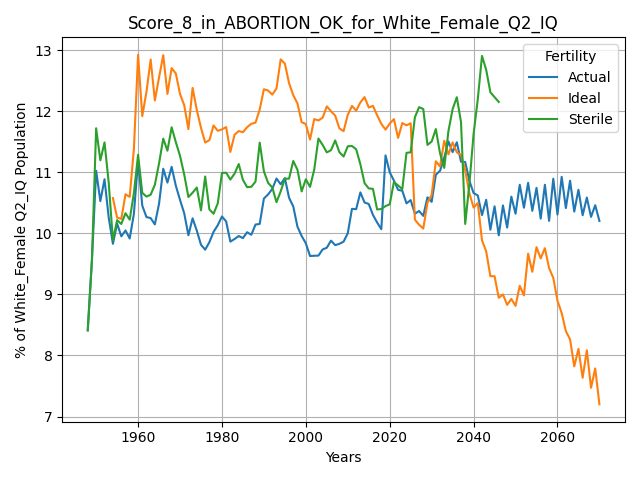 Score_8_in_ABORTION_OK_for_White_Female_Q2_IQ
% of White_Female Q2_IQ Population
13
12
11
10
9
8
7
Fertility
Actual
Ideal
Sterile
1960
1980
2000
2020
2040
2060
Years